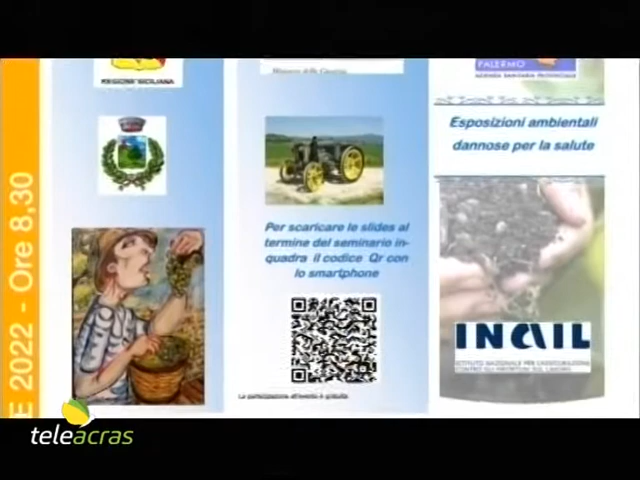 E 2022 - Ore 8,30
REGIONE SICILIANA
Per scaricare le slides al
termine del seminario in-
quadra il codice Qr con
lo smartphone
La partecipazione all'evento è gratuita
PALERMO
AZIENDA SANITARIA PROVINCIALE
Esposizioni ambientali
dannose per la salute
INAIL
ISTITUTO NAZIONALE PER L'ASSICURAZIONE
CONTRO GLI INFORTUNI SUL LAVORO
teleacras